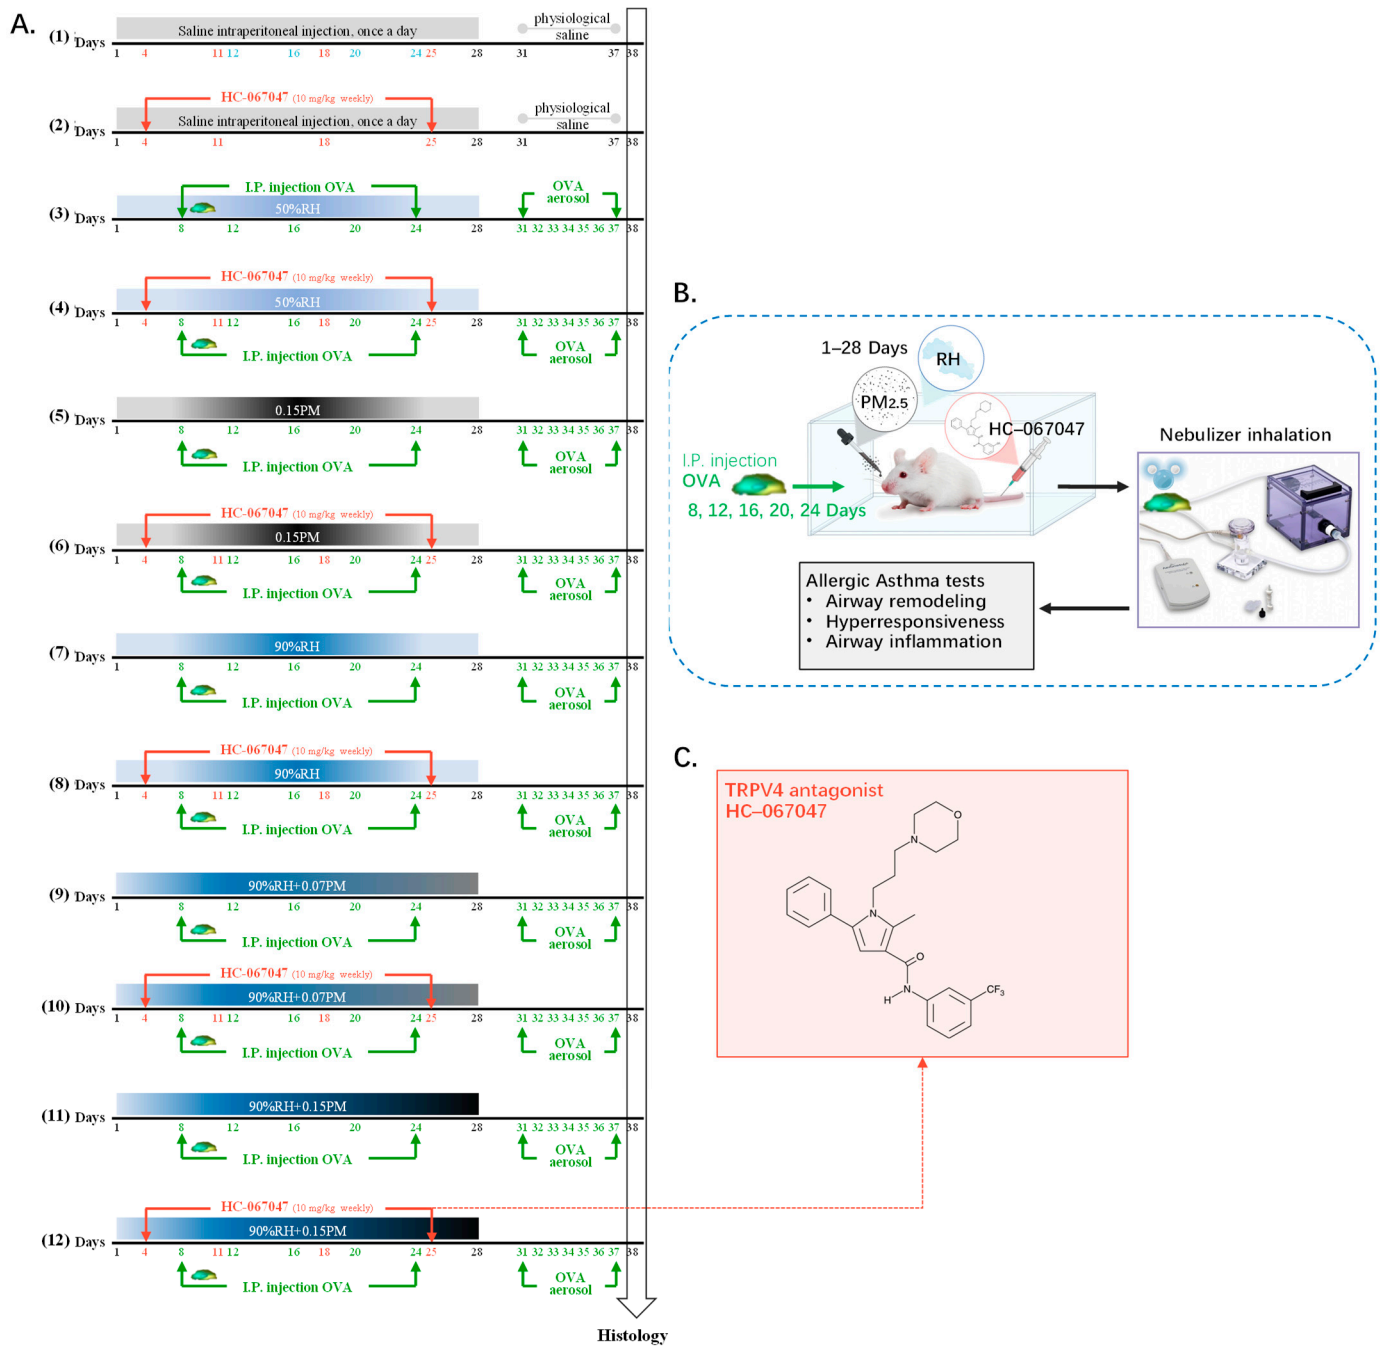 A.
(1)
Days
Saline intraperitoneal injection, once a day
physiological
saline
1 4 11 12 16 18 20 24 25 28 31 37 38
HC-067047 (10 mg/kg weekly)
(2)
Days
Saline intraperitoneal injection, once a day
physiological
saline
1 4 11 18 25 28 31 37 38
I.P. injection OVA
OVA
aerosol
(3)
Days
50%RH
1 8 12 16 20 24 28 31 32 33 34 35 36 37 38
HC-067047 (10 mg/kg weekly)
(4)
Days
50%RH
1 4 8 11 12 16 18 20 24 25 28 31 32 33 34 35 36 37 38
I.P. injection OVA
OVA
aerosol
(5)
Days
0.15PM
1 8 12 16 20 24 28 31 32 33 34 35 36 37 38
I.P. injection OVA
OVA
aerosol
HC-067047 (10 mg/kg weekly)
(6)
Days
0.15PM
1 4 8 11 12 16 18 20 24 25 28 31 32 33 34 35 36 37 38
I.P. injection OVA
OVA
aerosol
(7)
Days
90%RH
1 8 12 16 20 24 28 31 32 33 34 35 36 37 38
I.P. injection OVA
OVA
aerosol
HC-067047 (10 mg/kg weekly)
(8)
Days
90%RH
1 4 8 11 12 16 18 20 24 25 28 31 32 33 34 35 36 37 38
I.P. injection OVA
OVA
aerosol
(9)
Days
90%RH+0.07PM
1 8 12 16 20 24 28 31 32 33 34 35 36 37 38
I.P. injection OVA
OVA
aerosol
HC-067047 (10 mg/kg weekly)
(10)
Days
90%RH+0.07PM
1 4 8 11 12 16 18 20 24 25 28 31 32 33 34 35 36 37 38
I.P. injection OVA
OVA
aerosol
(11)
Days
90%RH+0.15PM
1 8 12 16 20 24 28 31 32 33 34 35 36 37 38
I.P. injection OVA
OVA
aerosol
HC-067047 (10 mg/kg weekly)
(12)
Days
90%RH+0.15PM
1 4 8 11 12 16 18 20 24 25 28 31 32 33 34 35 36 37 38
I.P. injection OVA
OVA
aerosol
Histology
B.
1–28 Days
RH
PM2.5
HC–067047
I.P. injection
OVA
8, 12, 16, 20, 24 Days
Nebulizer inhalation
Allergic Asthma tests
• Airway remodeling
• Hyperresponsiveness
• Airway inflammation
C.
TRPV4 antagonist
HC–067047
O
N
N
O
N
H
CF3